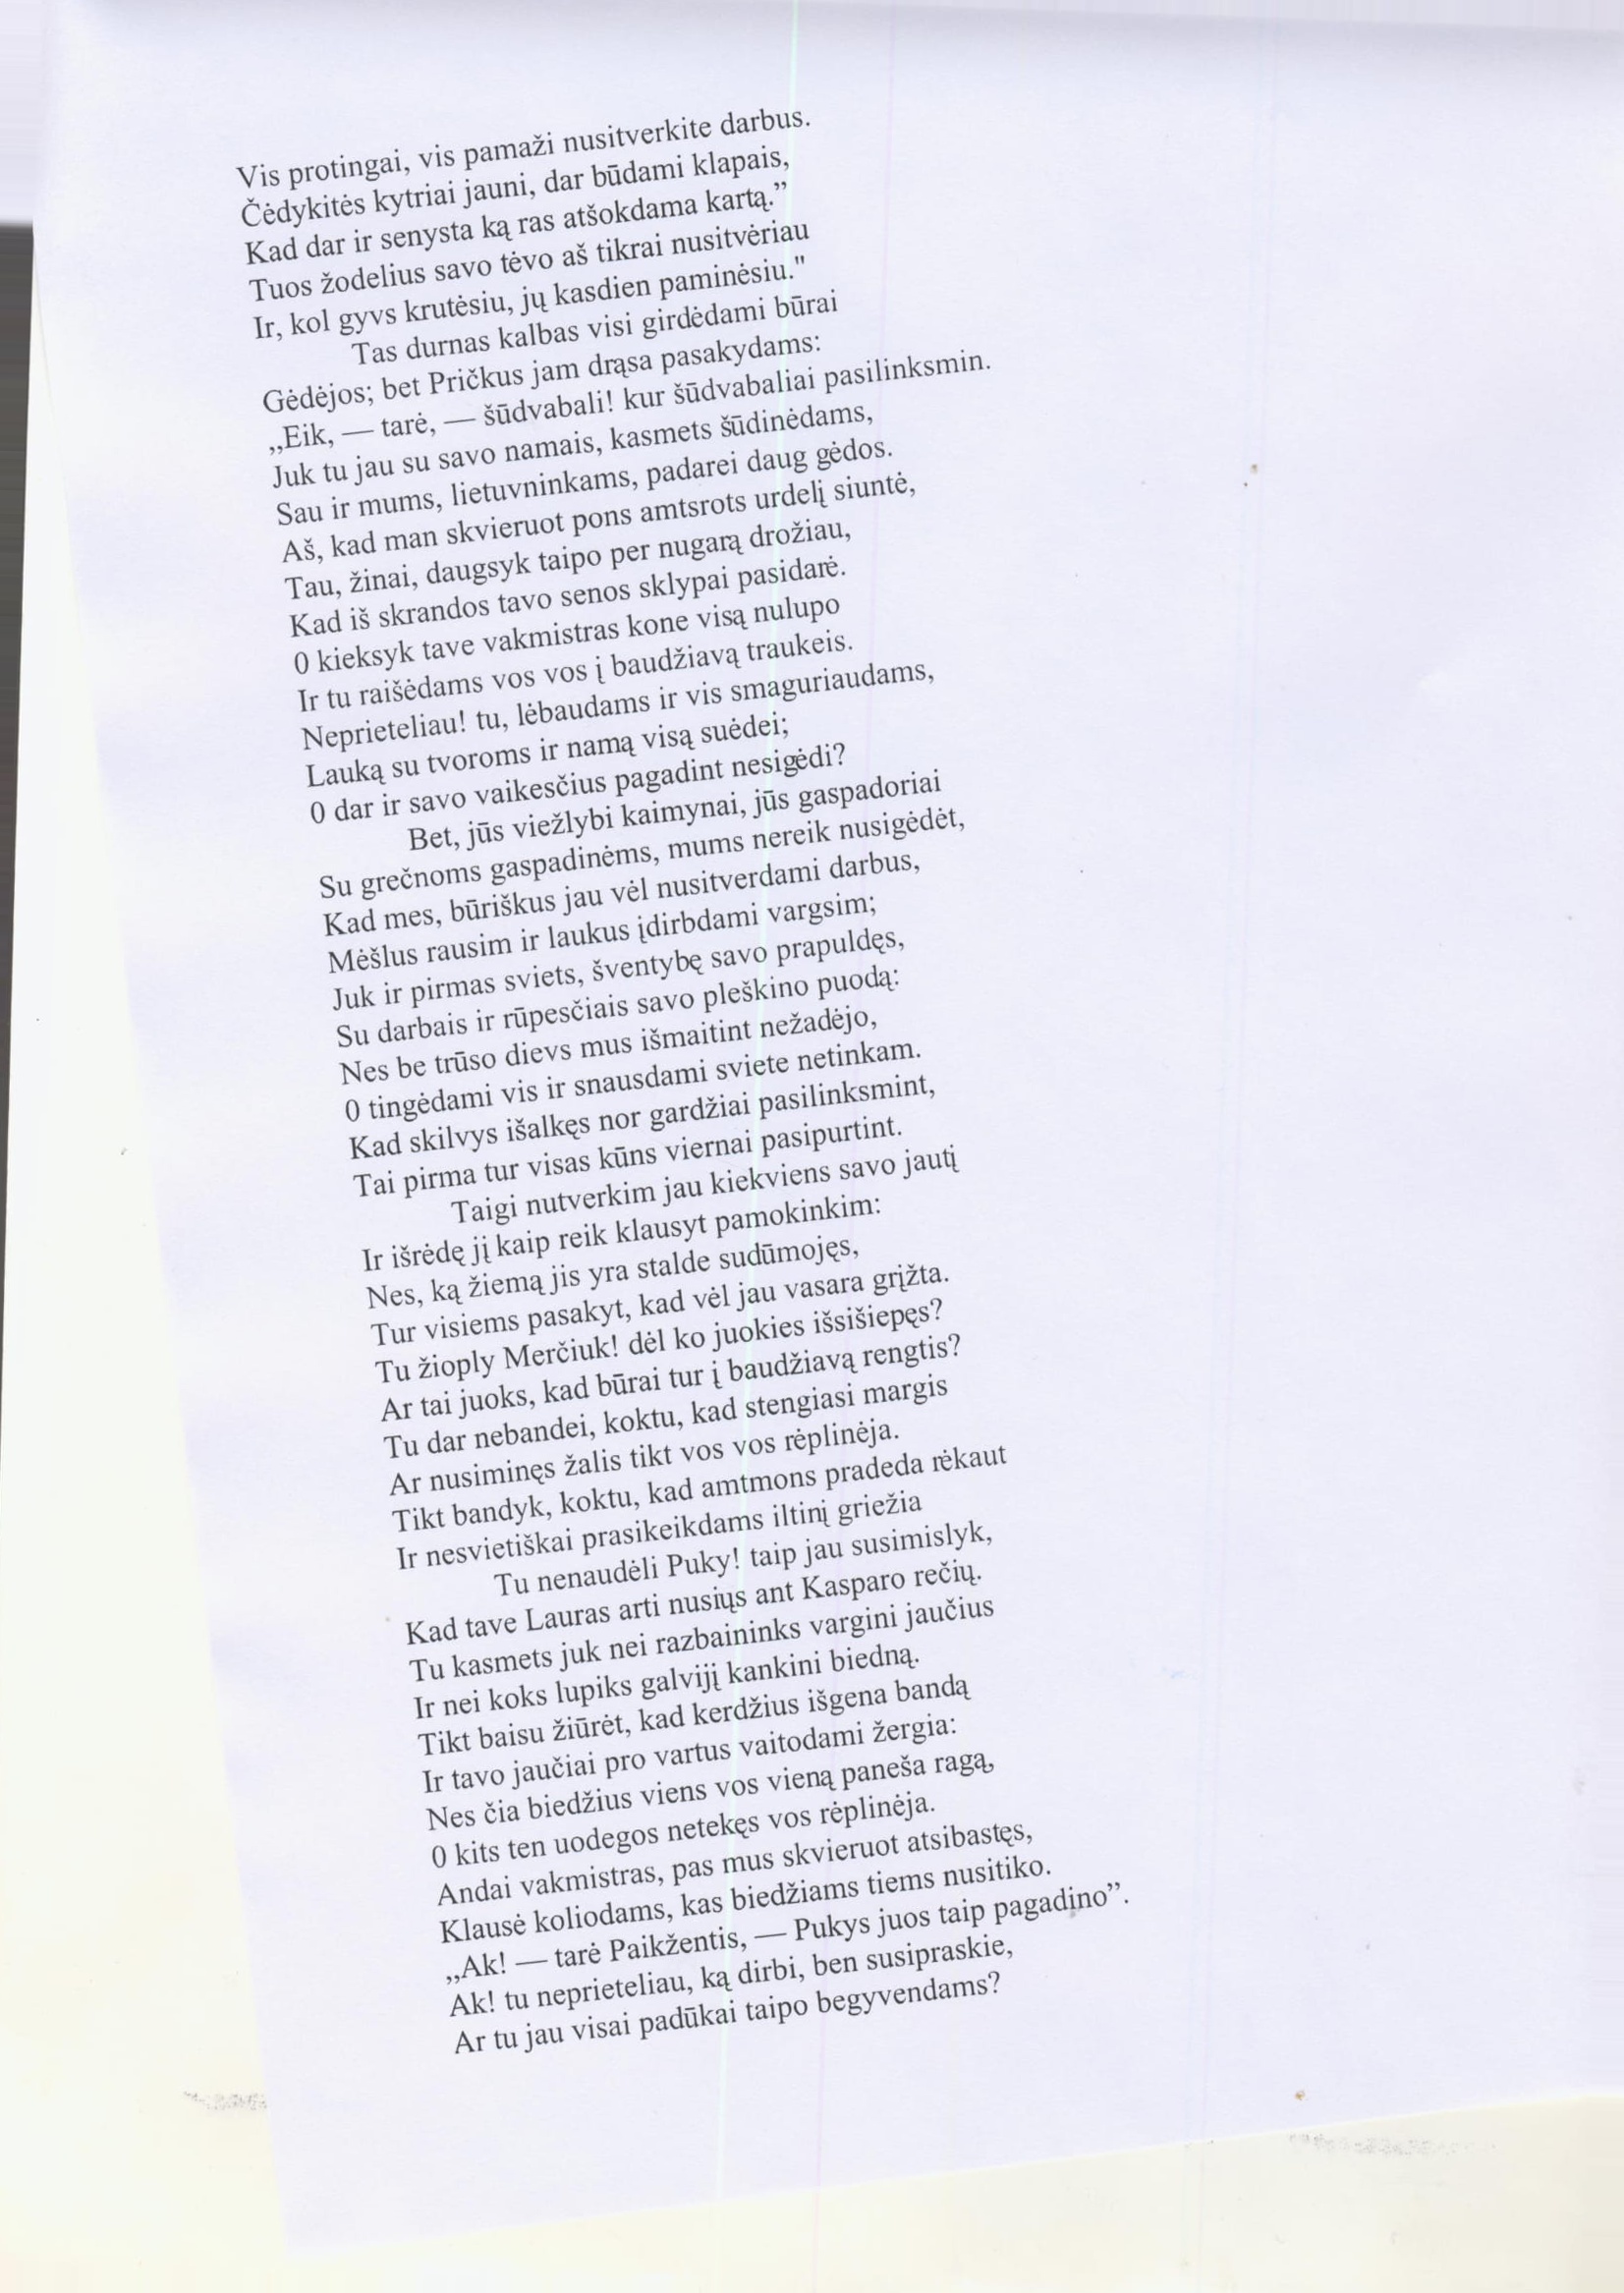 Vis protingai, vis pamaži nusitverkite darbus.
Čėdykitės kytriai jauni, dar būdami klapais,
Kad dar ir senysta ką ras atšokdama kartą.”
Tuos žodelius savo tėvo aš tikrai nusitvėriau
Ir, kol gyvs krutėsiu, jų kasdien paminėsiu."
Tas durnas kalbas visi girdėdami būrai
Gėdėjos; bet Pričkus jam drąsa pasakydams:
„Eik, — tarė, — šūdvabali! kur šūdvabaliai pasilinksmin.
Juk tu jau su savo namais, kasmets šūdinėdams,
Sau ir mums, lietuvninkams, padarei daug gėdos.
Aš, kad man skvieruot pons amtsrots urdelį siuntė,
Tau, žinai, daugsyk taipo per nugarą drožiau,
Kad iš skrandos tavo senos sklypai pasidarė.
0 kieksyk tave vakmistras kone visą nulupo
Ir tu raišėdams vos vos į baudžiavą traukeis.
Neprieteliau! tu, lėbaudams ir vis smaguriaudams,
Lauką su tvoroms ir namą visą suėdei;
0 dar ir savo vaikesčius pagadint nesigėdi?
Bet, jūs viežlybi kaimynai, jūs gaspadoriai
Su grečnoms gaspadinėms, mums nereik nusigėdėt,
Kad mes, būriškus jau vėl nusitverdami darbus,
Mėšlus rausim ir laukus įdirbdami vargsim;
Juk ir pirmas sviets, šventybę savo prapuldęs,
Su darbais ir rūpesčiais savo pleškino puodą:
Nes be trūso dievs mus išmaitint nežadėjo,
0 tingėdami vis ir snausdami sviete netinkam.
Kad skilvys išalkęs nor gardžiai pasilinksmint,
Tai pirma tur visas kūns viernai pasipurtint.
Taigi nutverkim jau kiekviens savo jautį
Ir išrėdę jį kaip reik klausyt pamokinkim:
Nes, ką žiemą jis yra stalde sudūmojęs,
Tur visiems pasakyt, kad vėl jau vasara grįžta.
Tu žioply Merčiuk! dėl ko juokies išsišiepęs?
Ar tai juoks, kad būrai tur į baudžiavą rengtis?
Tu dar nebandei, koktu, kad stengiasi margis
Ar nusiminęs žalis tikt vos vos rėplinėja.
Tikt bandyk, koktu, kad amtmons pradeda rėkaut
Ir nesvietiškai prasikeikdams iltinį griežia
Tu nenaudėli Puky! taip jau susimislyk,
Kad tave Lauras arti nusiųs ant Kasparo rečių.
Tu kasmets juk nei razbaininks vargini jaučius
Ir nei koks lupiks galvijį kankini biedną.
Tikt baisu žiūrėt, kad kerdžius išgena bandą
Ir tavo jaučiai pro vartus vaitodami žergia:
Nes čia biedžius viens vos vieną paneša ragą,
0 kits ten uodegos netekęs vos rėplinėja.
Andai vakmistras, pas mus skvieruot atsibastęs,
Klausė koliodams, kas biedžiams tiems nusitiko.
„Ak! — tarė Paikžentis, — Pukys juos taip pagadino”.
Ak! tu neprieteliau, ką dirbi, ben susipraskie,
Ar tu jau visai padūkai taipo begyvendams?